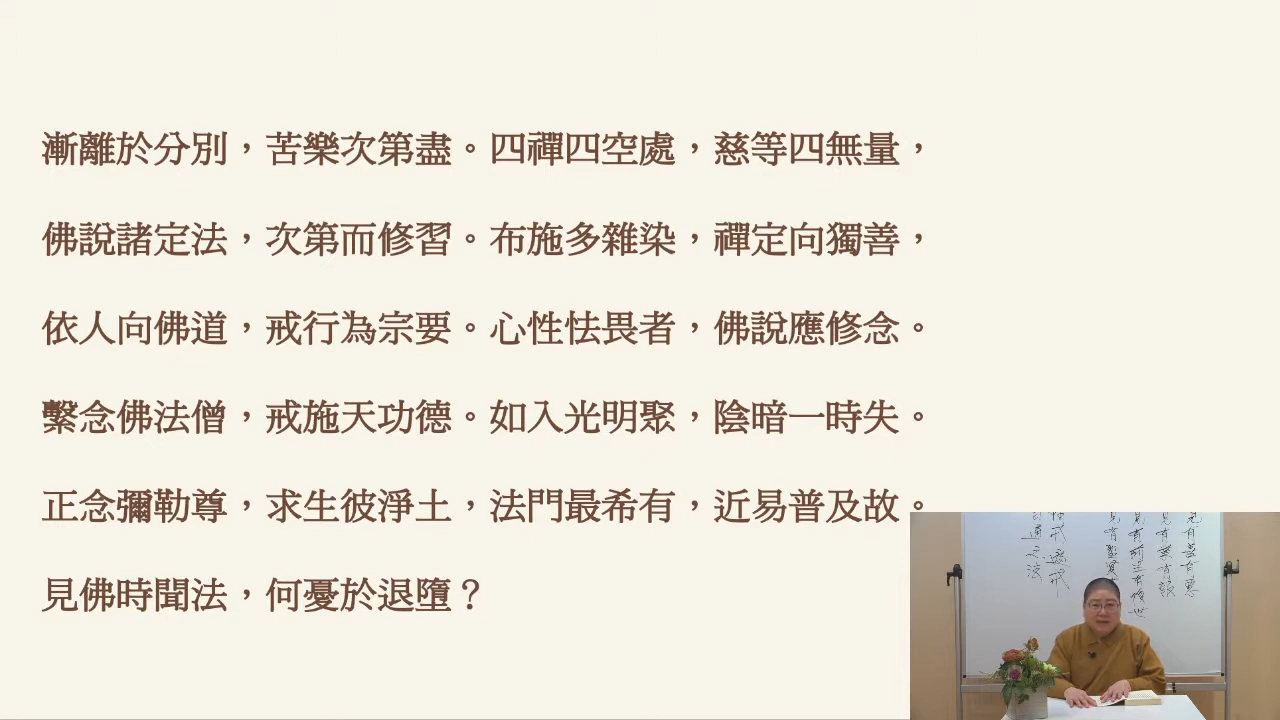 漸離於分別，苦樂次第盡。四禪四空處，慈等四無量，
佛說諸定法，次第而修習。布施多雜染，禪定向獨善，
依人向佛道，戒行為宗要。心性怯畏者，佛說應修念。
繫念佛法僧，戒施天功德。如入光明聚，陰暗一時失。
正念彌勒尊，求生彼淨土，法門最希有，近易普及故。
見佛時聞法，何憂於退墮？